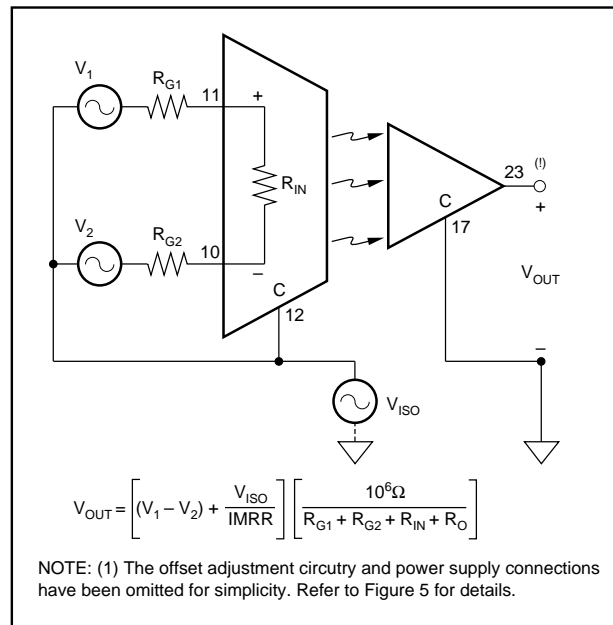 V1
RG1
11
+
(!)
23
RIN
C
+
17
V2
RG2
10
–
C
VOUT
12
–
VISO
VOUT = [(V1 – V2) + VISO / IMRR] [10^6Ω / RG1 + RG2 + RIN + RO]
NOTE: (1) The offset adjustment circutry and power supply connections
have been omitted for simplicity. Refer to Figure 5 for details.